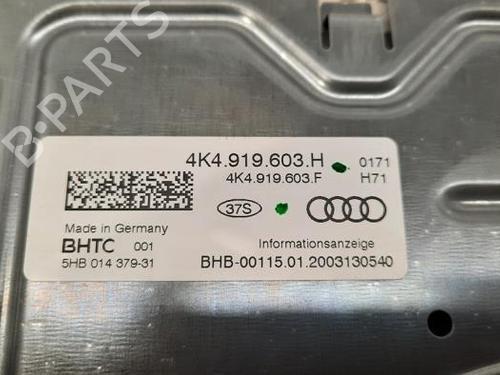 B-PARTS
4K4.919.603.H 0171
4K4.919.603.F H71
37S
Made in Germany
BHTC 001
Informationsanzeige
5HB 014 379-31
BHB-00115.01.2003130540